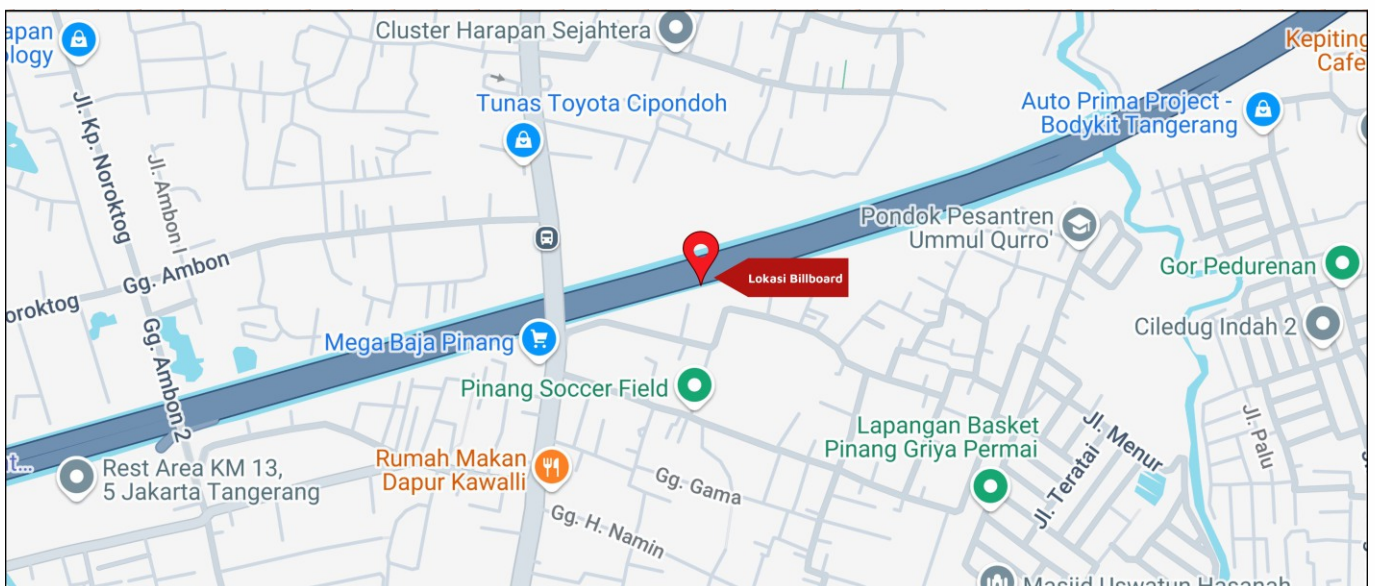 apan
ology
Cluster Harapan Sejahtera
Kepiting
Cafe
Tunas Toyota Cipondoh
Auto Prima Project -
Bodykit Tangerang
Jl. Kp. Noroktog
Jl. Ambon I
Pondok Pesantren
Ummul Qurro'
Gg. Ambon
Lokasi Billboard
Gor Pedurenan
oroktog
Ciledug Indah 2
Gg. Ambon 2
Mega Baja Pinang
Pinang Soccer Field
Lapangan Basket
Pinang Griya Permai
Jl. Menur
Jl. Palu
Jl. Teratai
t...
Rest Area KM 13,
5 Jakarta Tangerang
Rumah Makan
Dapur Kawalli
Gg. Gama
Gg. H. Namin
Masjid Uswatun Hasanah